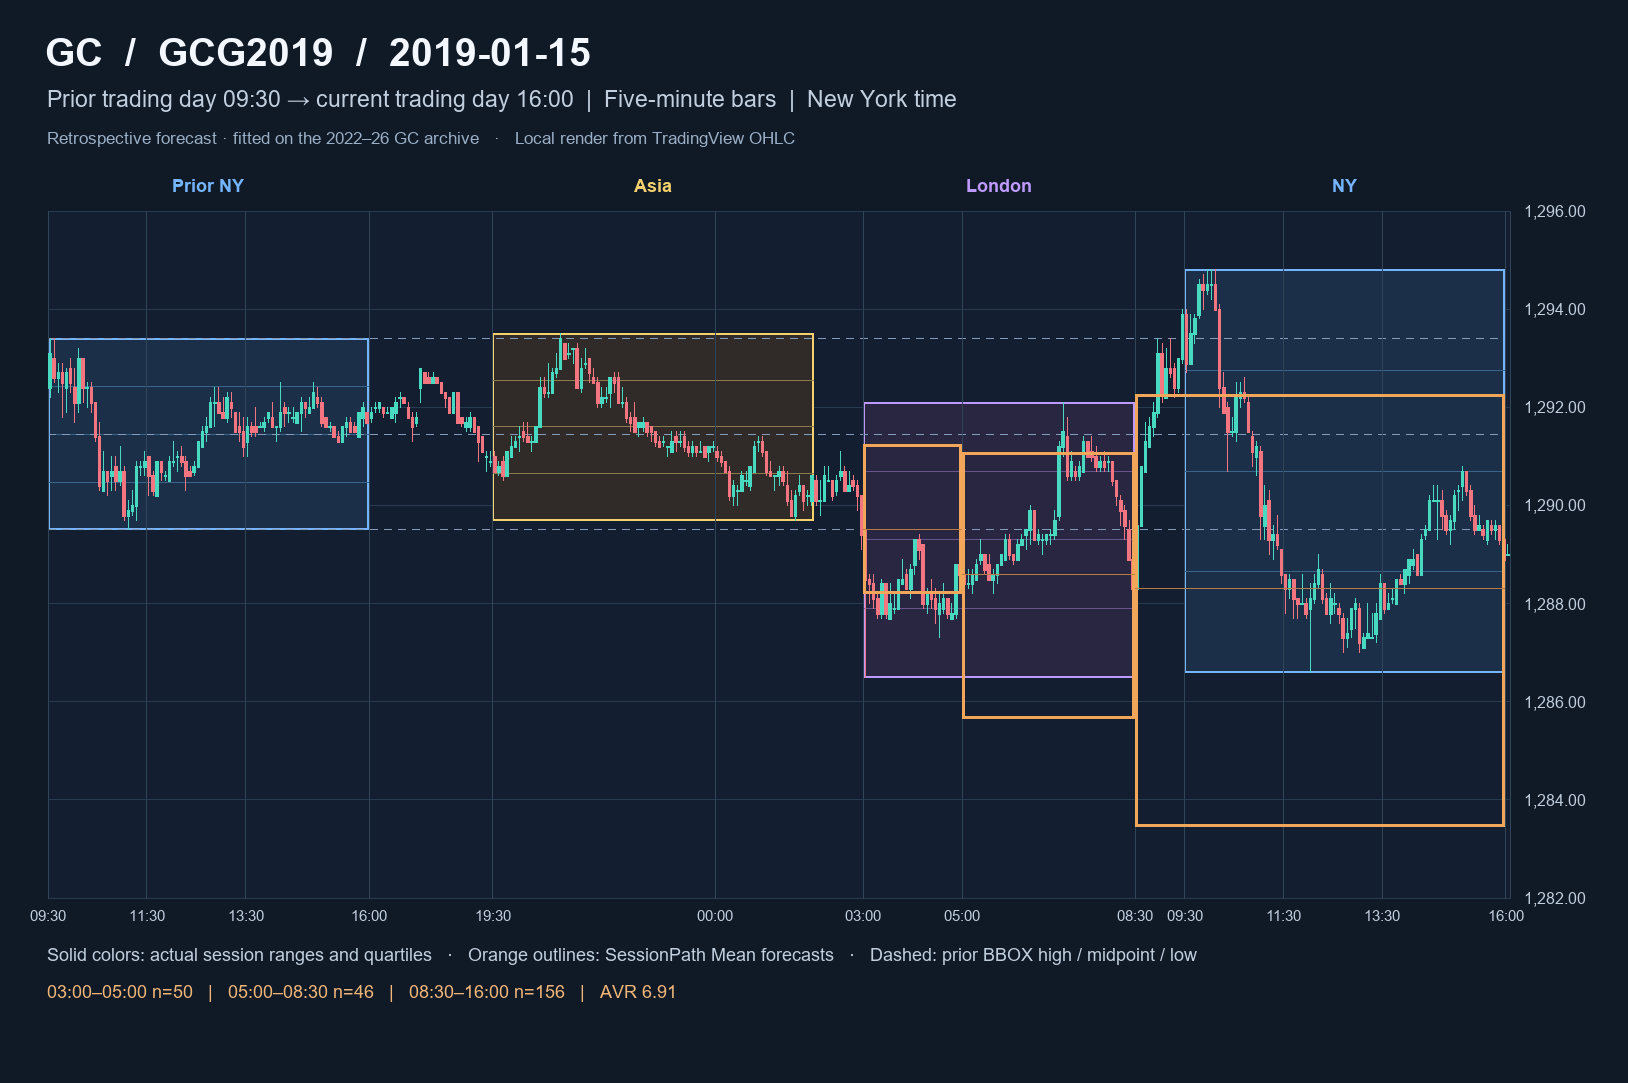 GC / GCG2019 / 2019-01-15
Prior trading day 09:30 → current trading day 16:00 | Five-minute bars | New York time
Retrospective forecast · fitted on the 2022–26 GC archive · Local render from TradingView OHLC
Prior NY Asia London NY
1,296.00
1,294.00
1,292.00
1,290.00
1,288.00
1,286.00
1,284.00
1,282.00
09:30 11:30 13:30 16:00 19:30 00:00 03:00 05:00 08:30 09:30 11:30 13:30 16:00
Solid colors: actual session ranges and quartiles · Orange outlines: SessionPath Mean forecasts · Dashed: prior BBOX high / midpoint / low
03:00–05:00 n=50 | 05:00–08:30 n=46 | 08:30–16:00 n=156 | AVR 6.91